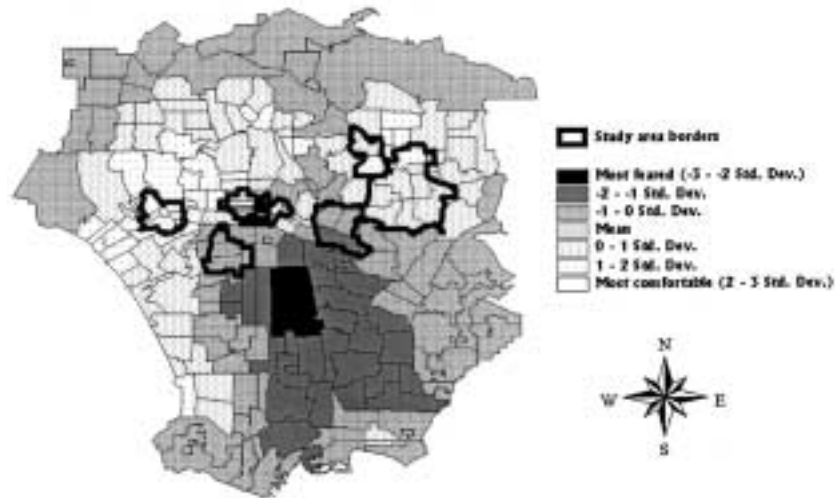 Study area borders
Most feared (-3 - -2 Std. Dev.)
-2 - -1 Std. Dev.
-1 - 0 Std. Dev.
Mean
0 - 1 Std. Dev.
1 - 2 Std. Dev.
Most comfortable (2 - 3 Std. Dev.)
N
W E
S